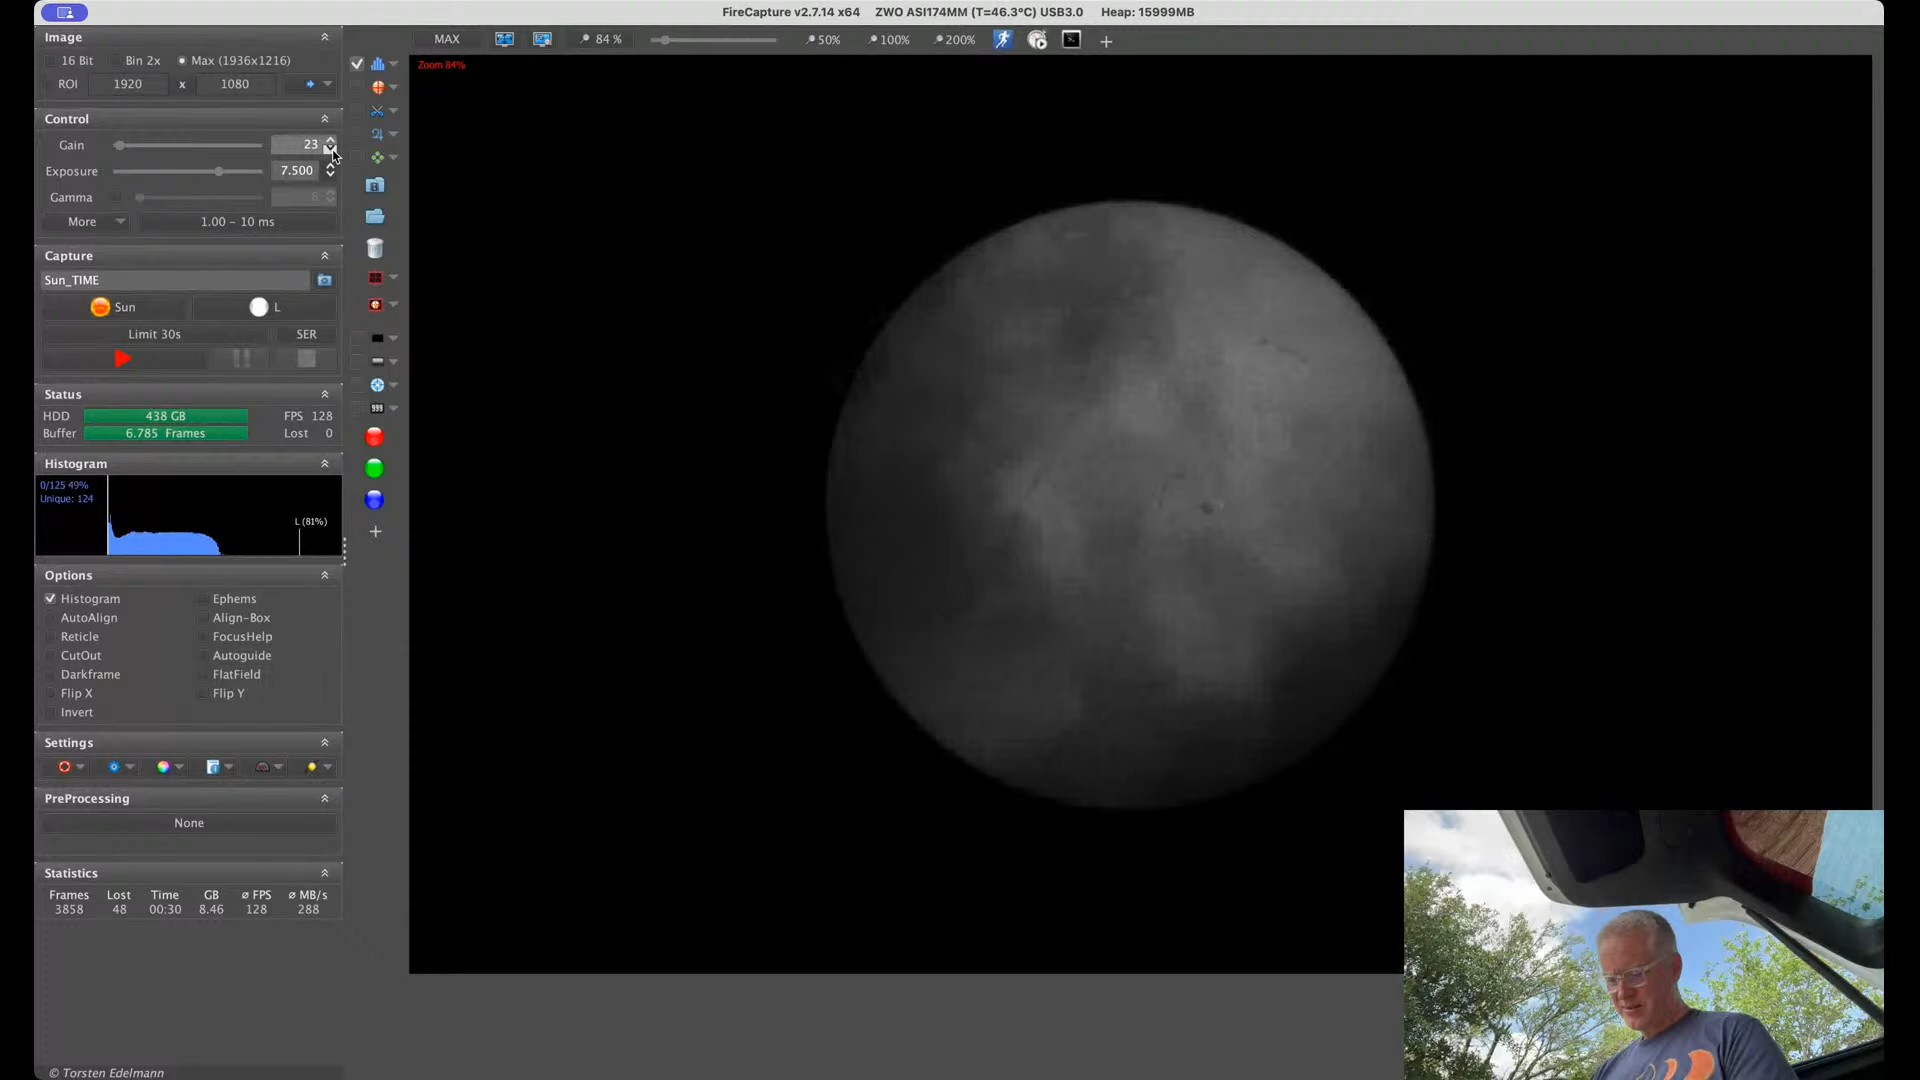 FireCapture v2.7.14 x64 ZWO ASI174MM (T=46.3°C) USB3.0 Heap: 15999MB
Image
16 Bit Bin 2x Max (1936x1216)
ROI 1920 x 1080
MAX 84 % 50% 100% 200%
Zoom 84%
Control
Gain 23
Exposure 7.500
Gamma
More 1.00 - 10 ms
Capture
Sun_TIME
Sun L
Limit 30s SER
Status
HDD 438 GB FPS 128
Buffer 6.785 Frames Lost 0
999
Histogram
0/125 49%
Unique: 124
L (81%)
Options
Histogram Ephems
AutoAlign Align-Box
Reticle FocusHelp
CutOut Autoguide
Darkframe FlatField
Flip X Flip Y
Invert
Settings
PreProcessing
None
Statistics
Frames Lost Time GB ø FPS ø MB/s
3858 48 00:30 8.46 128 288
© Torsten Edelmann